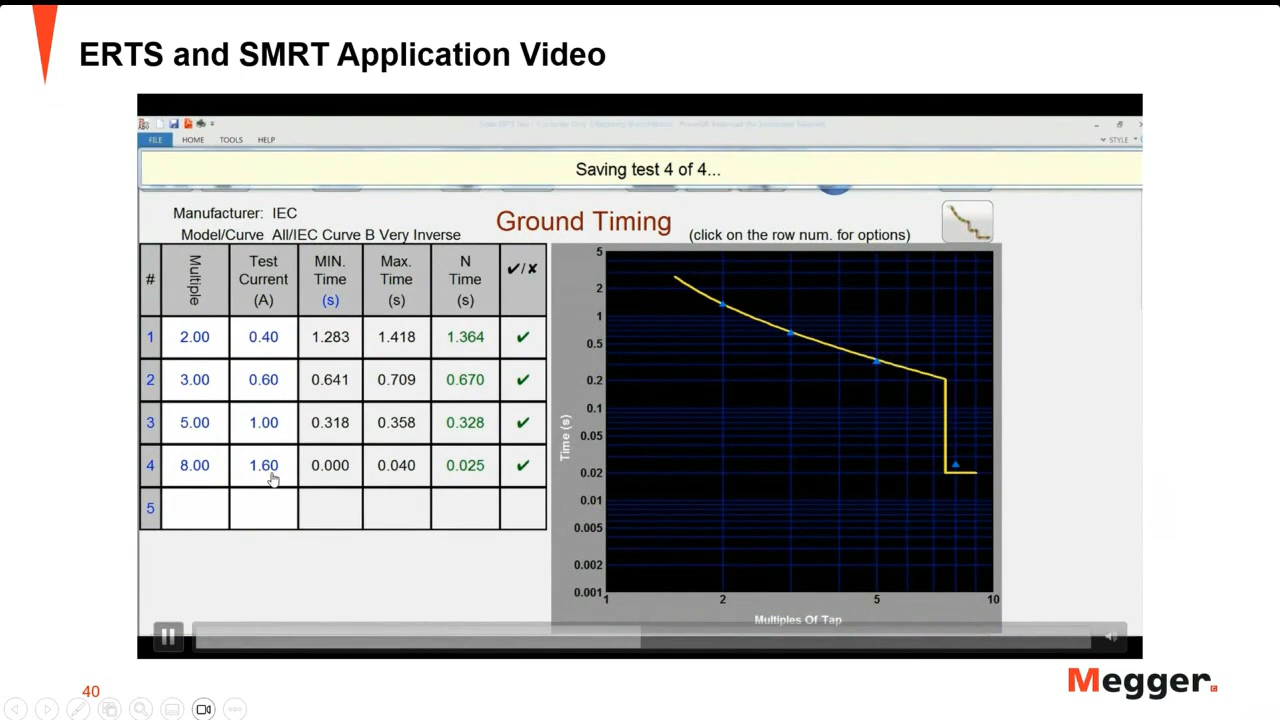 ERTS and SMRT Application Video
FILE HOME TOOLS HELP
STYLE
Saving test 4 of 4...
Manufacturer: IEC
Model/Curve All/IEC Curve B Very Inverse
Ground Timing
(click on the row num. for options)
# Multiple Test Current (A) MIN. Time (s) Max. Time (s) N Time (s) ✔/✘
1 2.00 0.40 1.283 1.418 1.364 ✔
2 3.00 0.60 0.641 0.709 0.670 ✔
3 5.00 1.00 0.318 0.358 0.328 ✔
4 8.00 1.60 0.000 0.040 0.025 ✔
5
Time (s)
5
2
1
0.5
0.2
0.1
0.05
0.02
0.01
0.005
0.002
0.001
1 2 5 10
Multiples Of Tap
40
Megger.